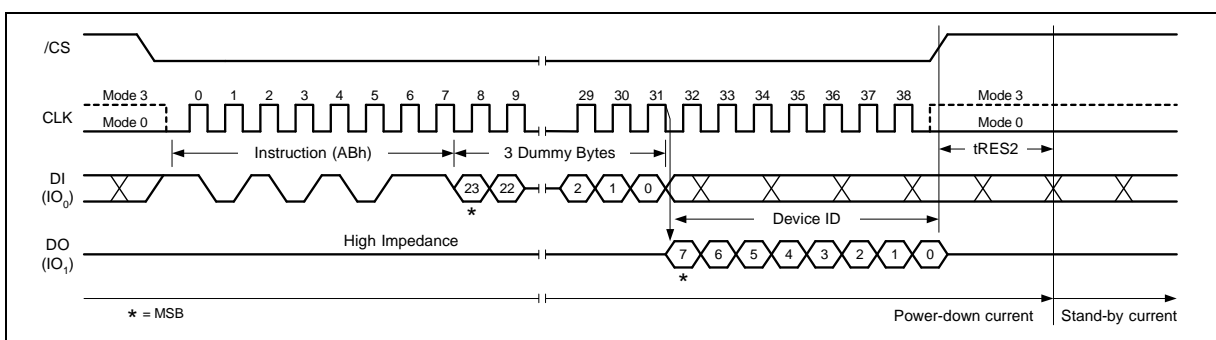 /CS
0 1 2 3 4 5 6 7 8 9 29 30 31 32 33 34 35 36 37 38
Mode 3 Mode 3
CLK
Mode 0 Mode 0
Instruction (ABh) 3 Dummy Bytes tRES2
DI
(IO0)
23 22 2 1 0
*
Device ID
High Impedance
DO
(IO1)
7 6 5 4 3 2 1 0
*
* = MSB
Power-down current Stand-by current